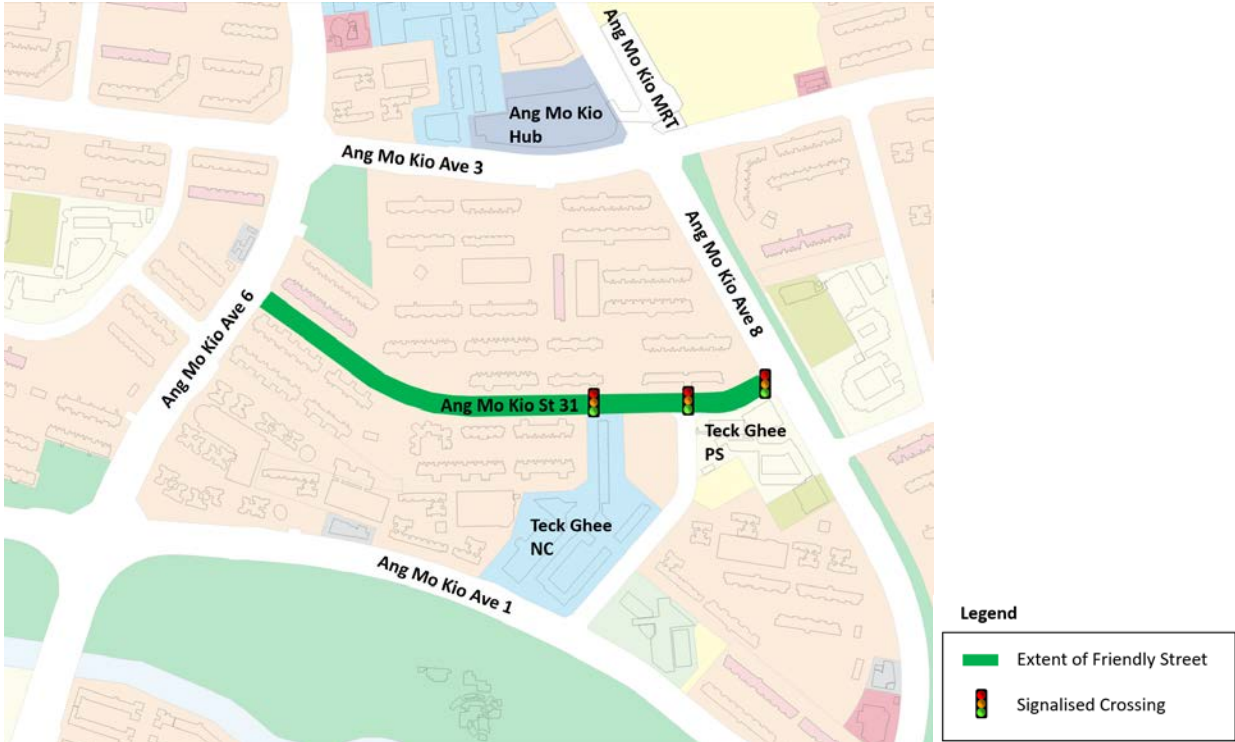 Ang Mo Kio MRT
Ang Mo Kio
Hub
Ang Mo Kio Ave 3
Ang Mo Kio Ave 8
Ang Mo Kio Ave 6
Ang Mo Kio St 31
Teck Ghee
PS
Teck Ghee
NC
Ang Mo Kio Ave 1
Legend
Extent of Friendly Street
Signalised Crossing